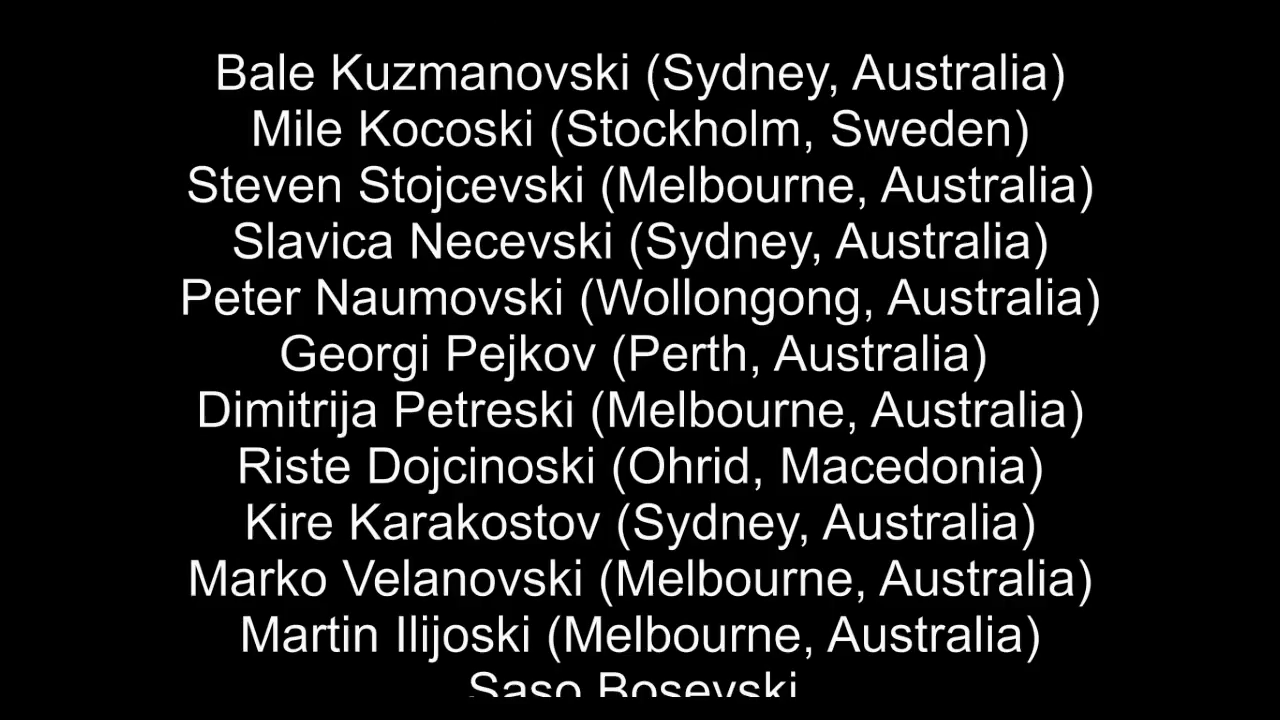 Bale Kuzmanovski (Sydney, Australia)
Mile Kocoski (Stockholm, Sweden)
Steven Stojcevski (Melbourne, Australia)
Slavica Necevski (Sydney, Australia)
Peter Naumovski (Wollongong, Australia)
Georgi Pejkov (Perth, Australia)
Dimitrija Petreski (Melbourne, Australia)
Riste Dojcinoski (Ohrid, Macedonia)
Kire Karakostov (Sydney, Australia)
Marko Velanovski (Melbourne, Australia)
Martin Ilijoski (Melbourne, Australia)
Saso Bosevski